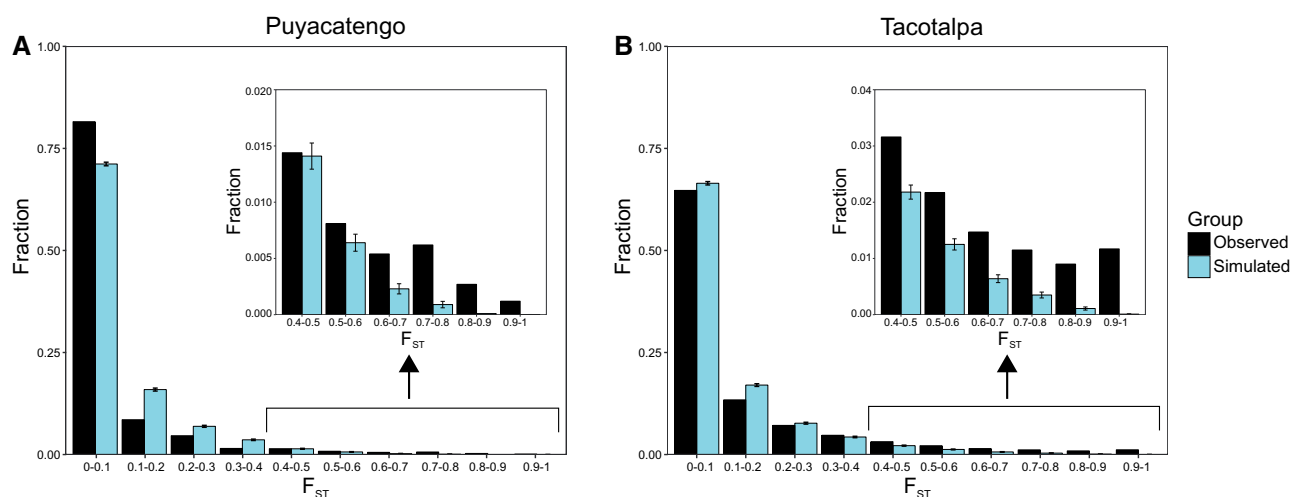 Puyacatengo
A
1.00
0.75
0.50
0.25
0.00
Fraction
0-0.1 0.1-0.2 0.2-0.3 0.3-0.4 0.4-0.5 0.5-0.6 0.6-0.7 0.7-0.8 0.8-0.9 0.9-1
FST
0.020
0.015
0.010
0.005
0.000
Fraction
0.4-0.5 0.5-0.6 0.6-0.7 0.7-0.8 0.8-0.9 0.9-1
FST
Tacotalpa
B
1.00
0.75
0.50
0.25
0.00
Fraction
0-0.1 0.1-0.2 0.2-0.3 0.3-0.4 0.4-0.5 0.5-0.6 0.6-0.7 0.7-0.8 0.8-0.9 0.9-1
FST
0.04
0.03
0.02
0.01
0.00
Fraction
0.4-0.5 0.5-0.6 0.6-0.7 0.7-0.8 0.8-0.9 0.9-1
FST
Group
Observed
Simulated